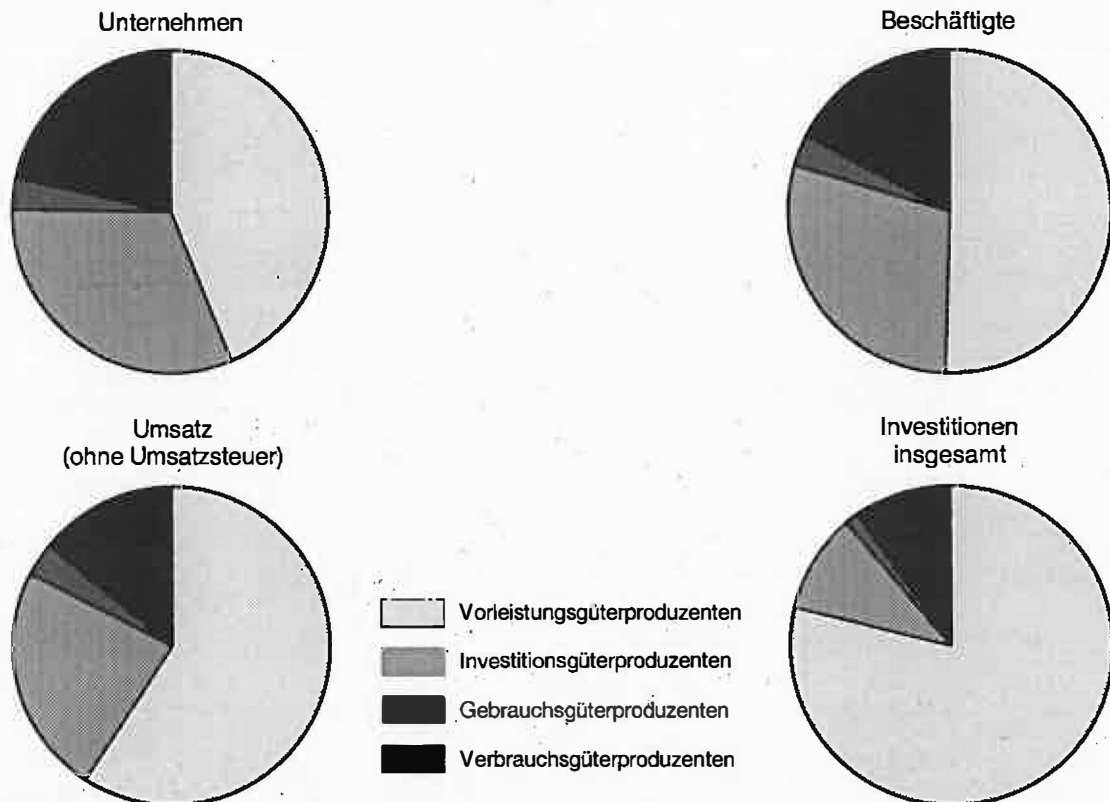 Unternehmen
Beschäftigte
Umsatz
(ohne Umsatzsteuer)
Investitionen
insgesamt
Vorleistungsgüterproduzenten
Investitionsgüterproduzenten
Gebrauchsgüterproduzenten
Verbrauchsgüterproduzenten